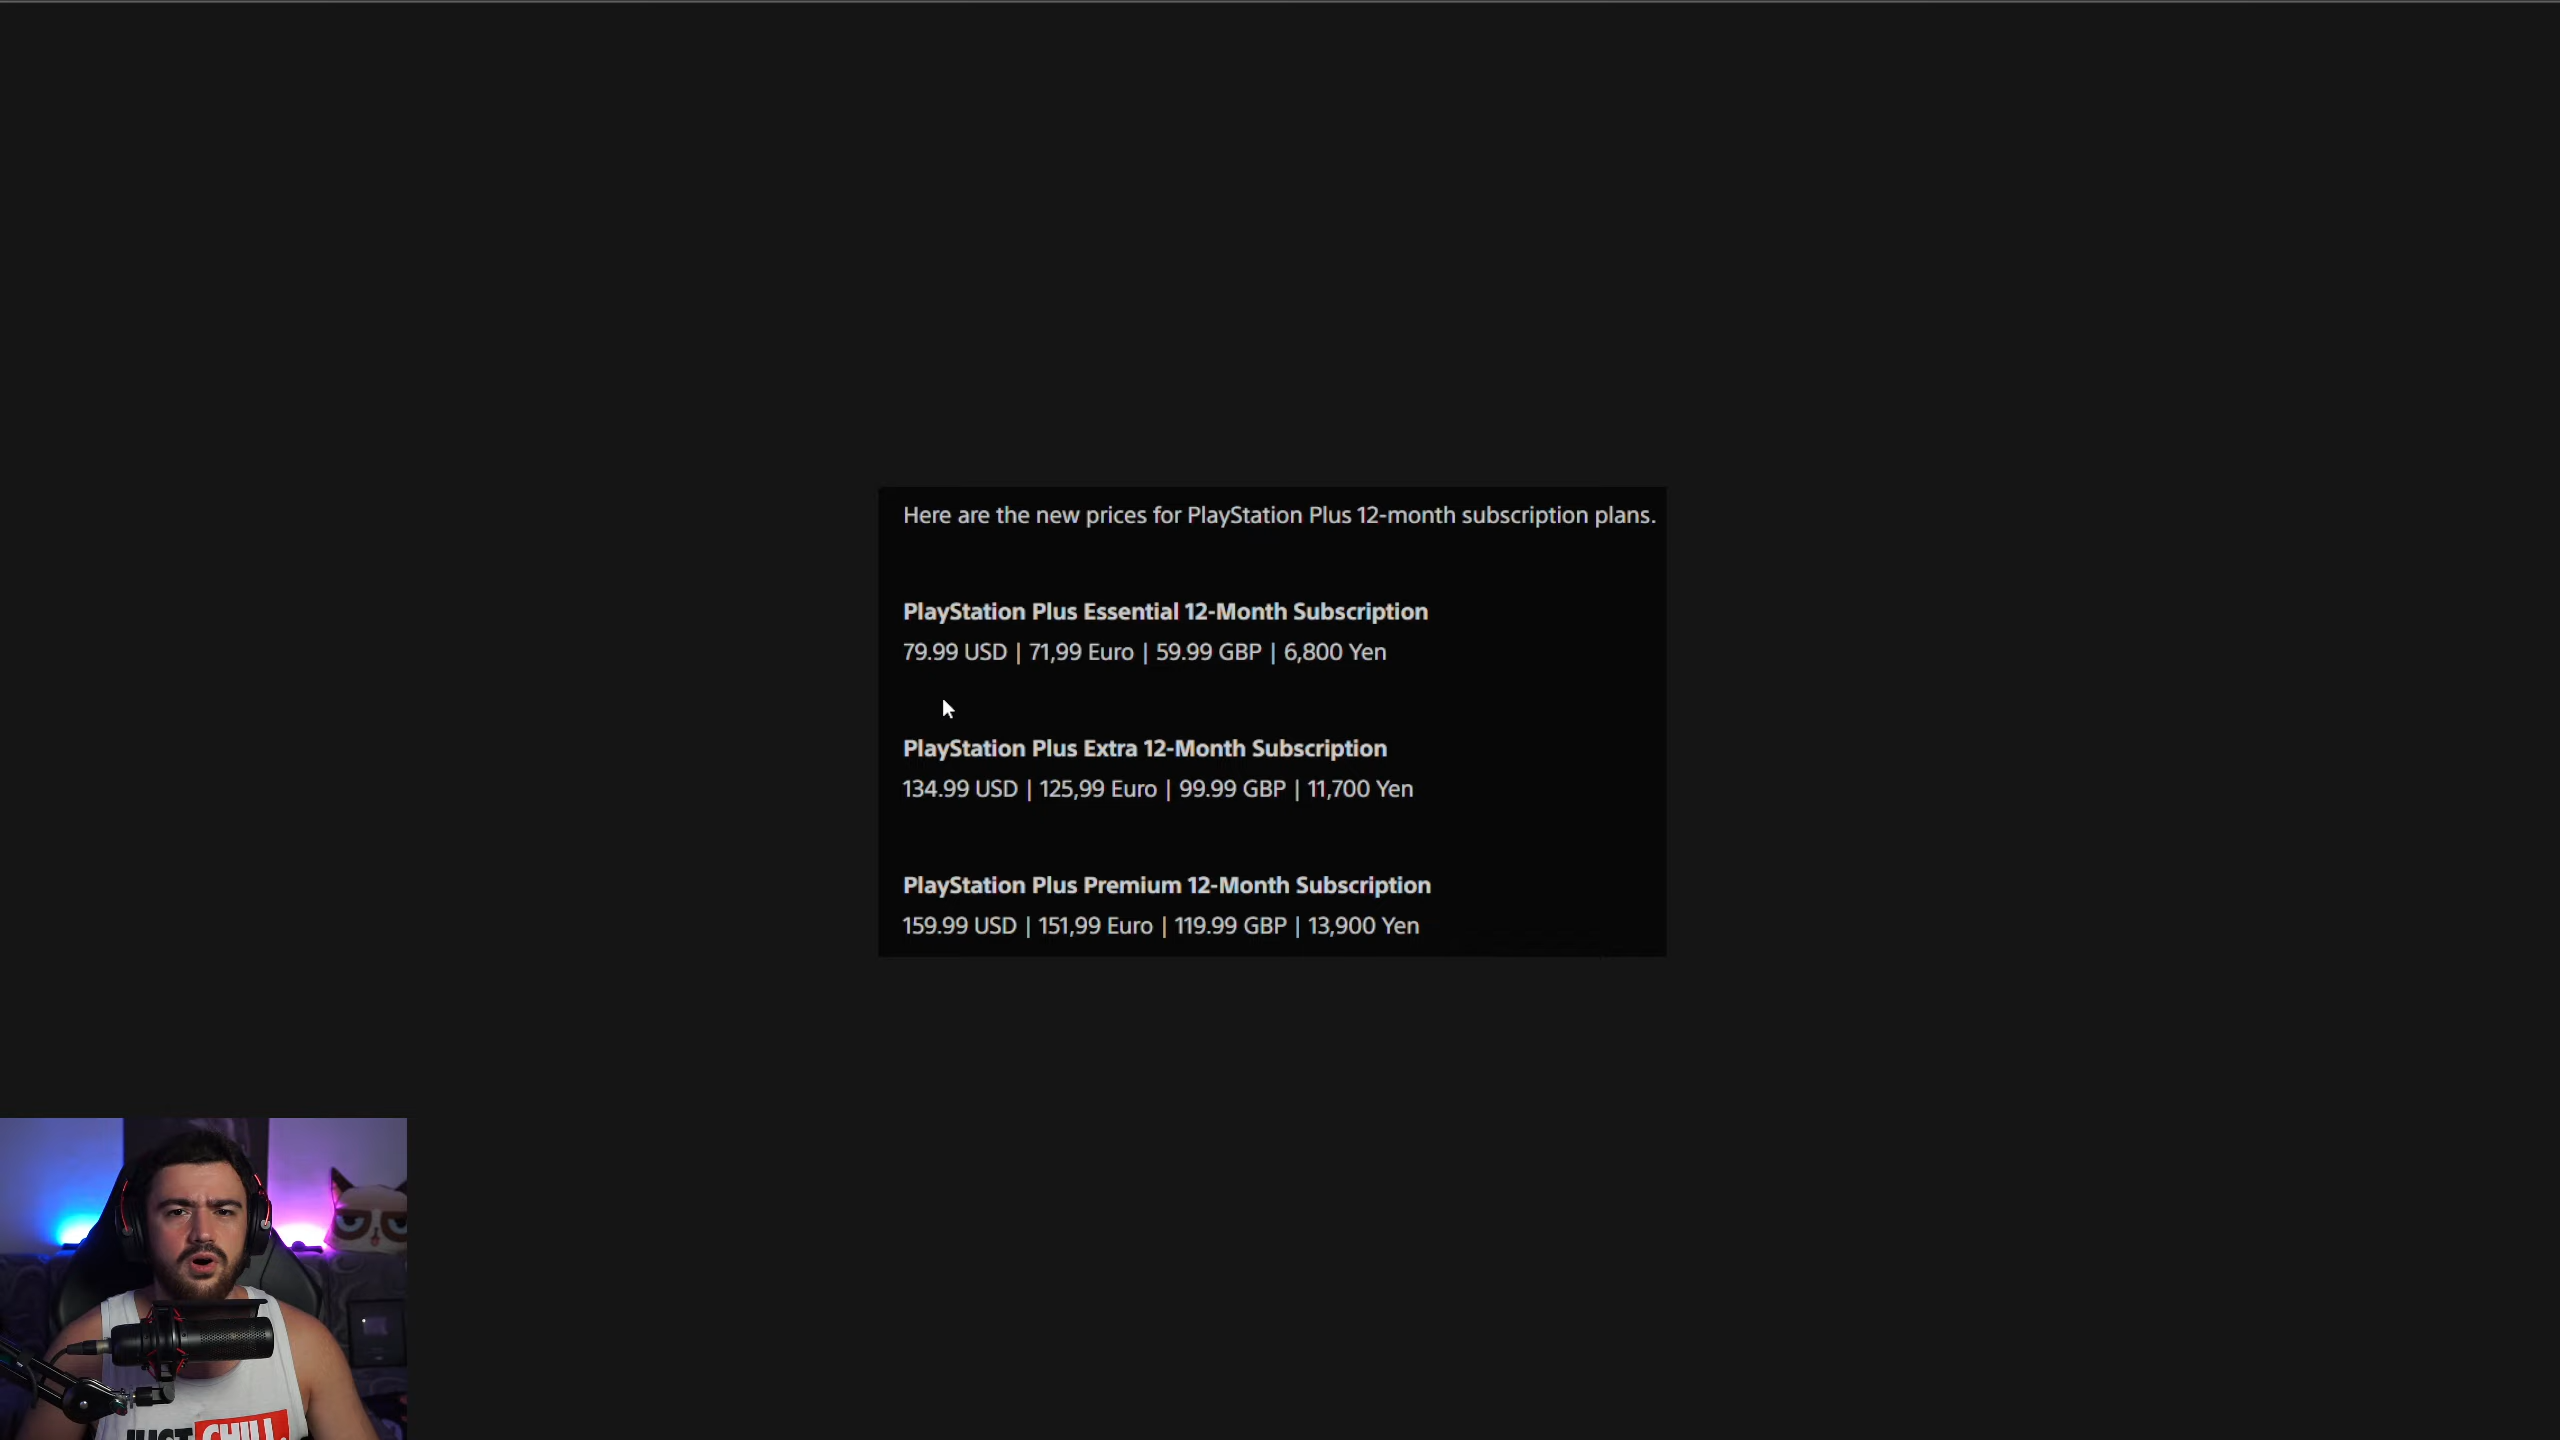 Here are the new prices for PlayStation Plus 12-month subscription plans.
PlayStation Plus Essential 12-Month Subscription
79.99 USD | 71,99 Euro | 59.99 GBP | 6,800 Yen
PlayStation Plus Extra 12-Month Subscription
134.99 USD | 125,99 Euro | 99.99 GBP | 11,700 Yen
PlayStation Plus Premium 12-Month Subscription
159.99 USD | 151,99 Euro | 119.99 GBP | 13,900 Yen
JUST CHILL.